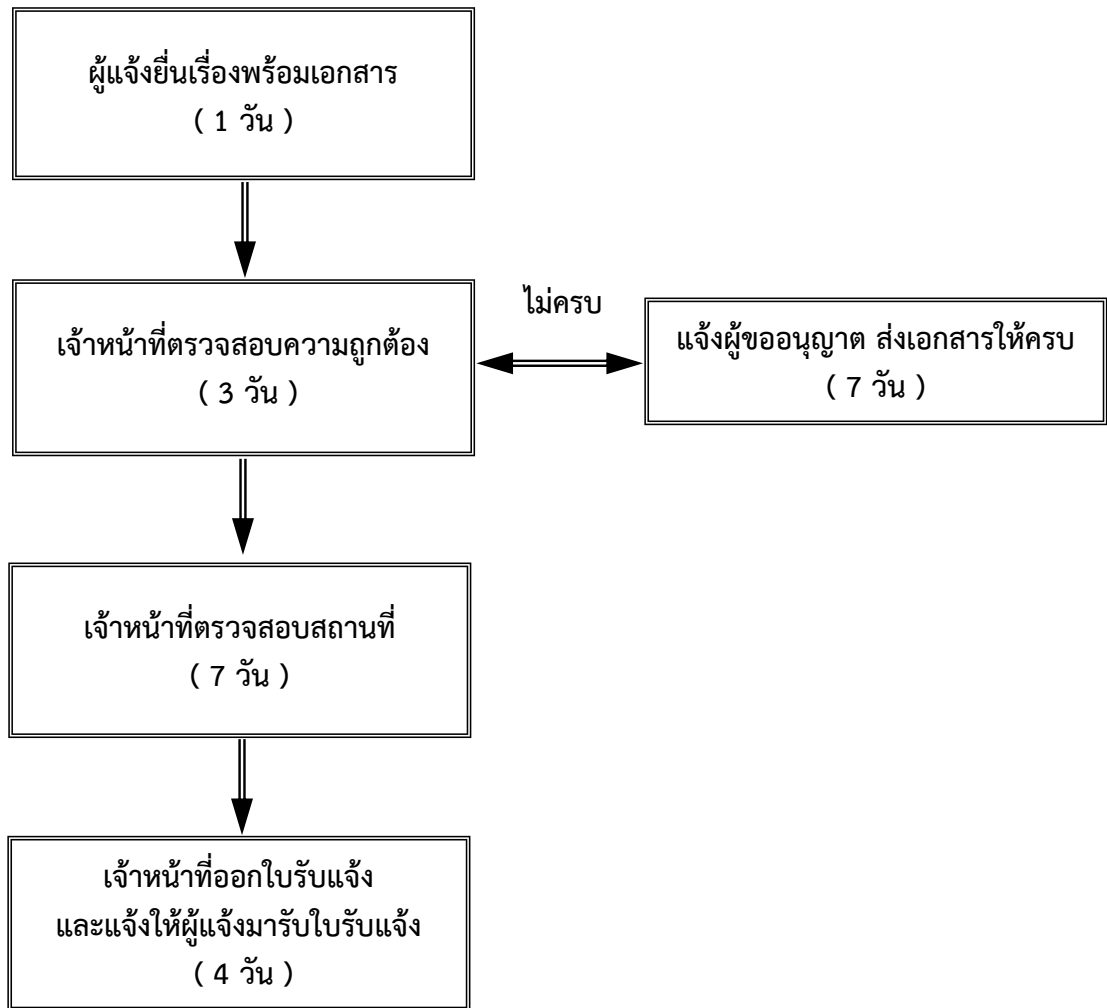 ผู้แจ้งยื่นเรื่องพร้อมเอกสาร
( 1 วัน )
เจ้าหน้าที่ตรวจสอบความถูกต้อง
( 3 วัน )
ไม่ครบ
แจ้งผู้ขออนุญาต ส่งเอกสารให้ครบ
( 7 วัน )
เจ้าหน้าที่ตรวจสอบสถานที่
( 7 วัน )
เจ้าหน้าที่ออกใบรับแจ้ง
และแจ้งให้ผู้แจ้งมารับใบรับแจ้ง
( 4 วัน )